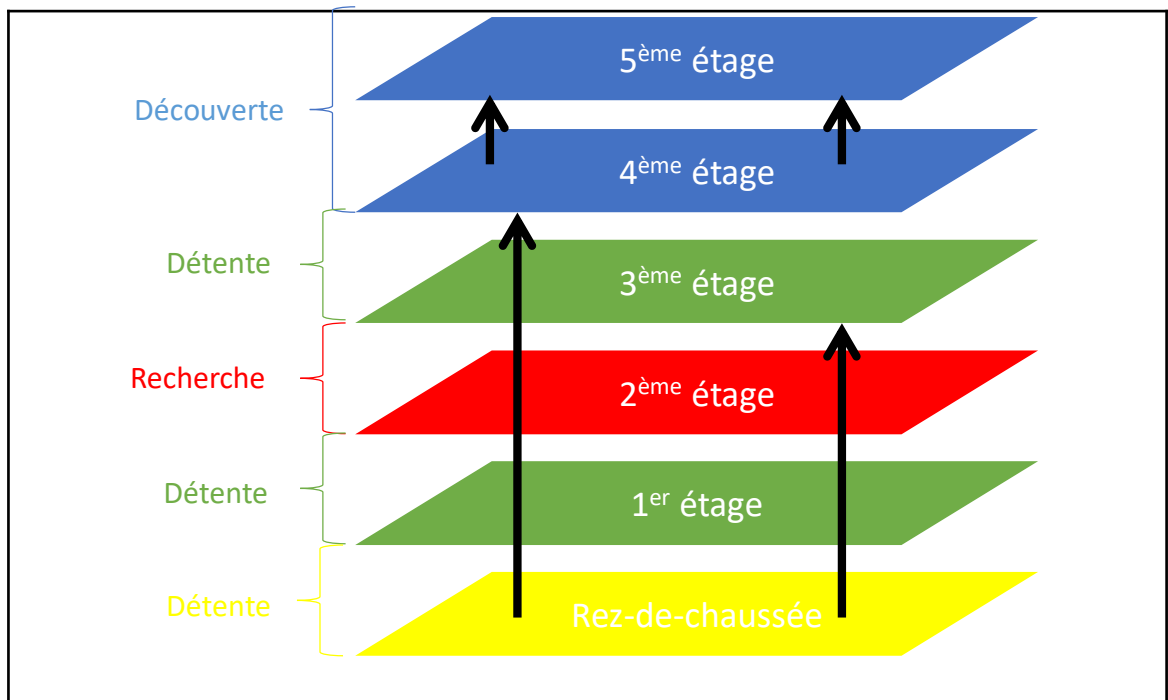 5ème étage
Découverte
4ème étage
Détente
3ème étage
Recherche
2ème étage
Détente
1er étage
Détente
Rez-de-chaussée